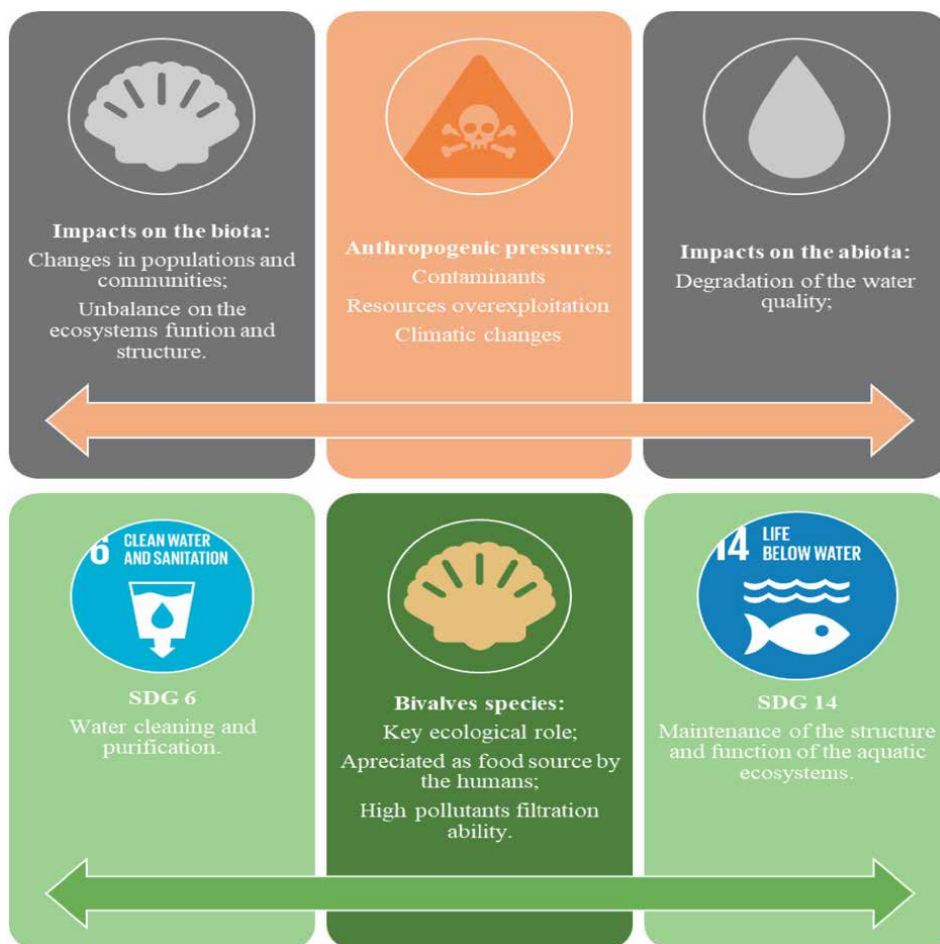 Impacts on the biota:
Changes in populations and
communities;
Unbalance on the
ecosystems funtion and
structure.
Anthropogenic pressures:
Contaminants
Resources overexploitation
Climatic changes
Impacts on the abiota:
Degradation of the water
quality;
6 CLEAN WATER
AND SANITATION
SDG 6
Water cleaning and
purification.
Bivalves species:
Key ecological role;
Apreciated as food source by
the humans;
High pollutants filtration
ability.
14 LIFE
BELOW WATER
SDG 14
Maintenance of the structure
and function of the aquatic
ecosystems.